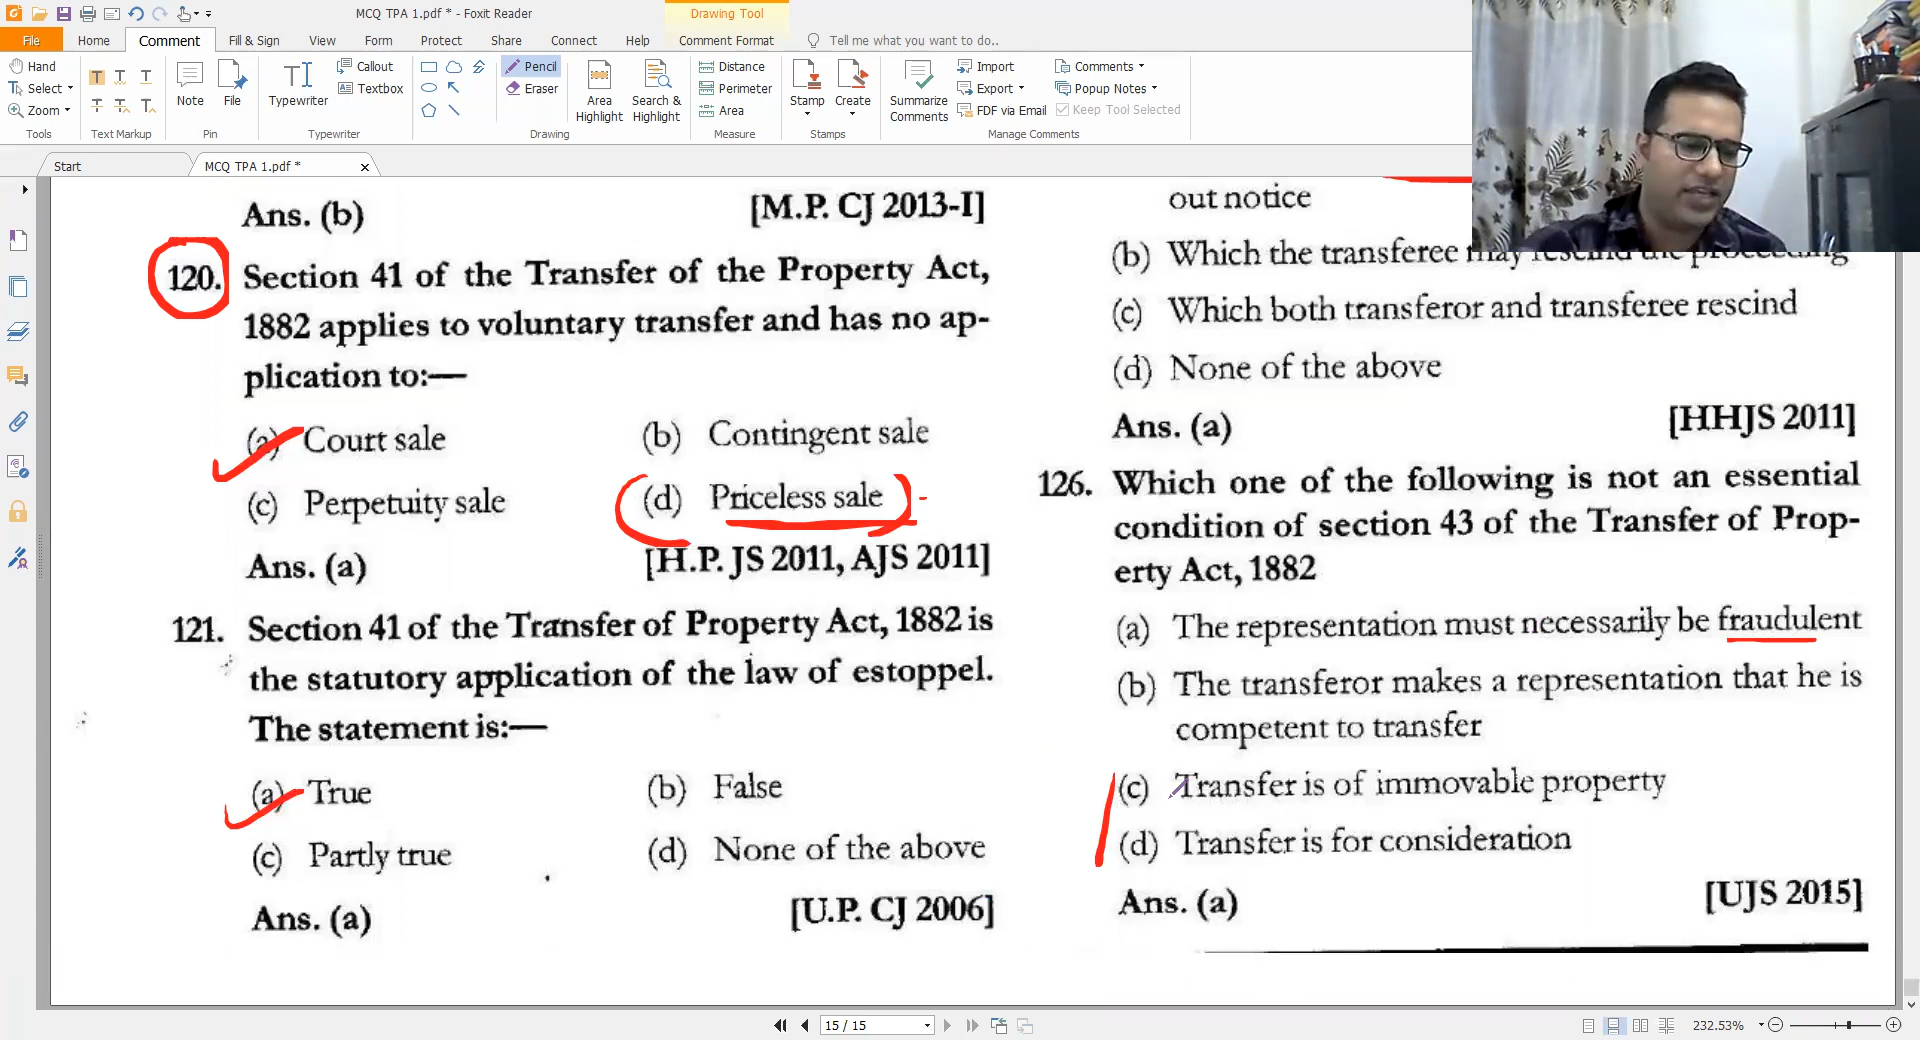 MCQ TPA 1.pdf * - Foxit Reader
Drawing Tool
File
Home
Comment
Fill & Sign
View
Form
Protect
Share
Connect
Help
Comment Format
Tell me what you want to do..
Hand
Select
Zoom
Tools
Text Markup
Note
File
Pin
Typewriter
Callout
Textbox
Typewriter
Pencil
Eraser
Area
Highlight
Search &
Highlight
Drawing
Distance
Perimeter
Area
Measure
Stamp
Create
Stamps
Summarize
Comments
Import
Export
FDF via Email
Comments
Popup Notes
Keep Tool Selected
Manage Comments
Start
MCQ TPA 1.pdf *
Ans. (b) [M.P. CJ 2013-I]
120. Section 41 of the Transfer of the Property Act,
1882 applies to voluntary transfer and has no ap-
plication to:—
(a) Court sale (b) Contingent sale
(c) Perpetuity sale (d) Priceless sale
Ans. (a) [H.P. JS 2011, AJS 2011]
121. Section 41 of the Transfer of Property Act, 1882 is
the statutory application of the law of estoppel.
The statement is:—
(a) True (b) False
(c) Partly true (d) None of the above
Ans. (a) [U.P. CJ 2006]
out notice
(b) Which the transferee may rescind the proceeding
(c) Which both transferor and transferee rescind
(d) None of the above
Ans. (a) [HHJS 2011]
126. Which one of the following is not an essential
condition of section 43 of the Transfer of Prop-
erty Act, 1882
(a) The representation must necessarily be fraudulent
(b) The transferor makes a representation that he is
competent to transfer
(c) Transfer is of immovable property
(d) Transfer is for consideration
Ans. (a) [UJS 2015]
15 / 15
232.53%